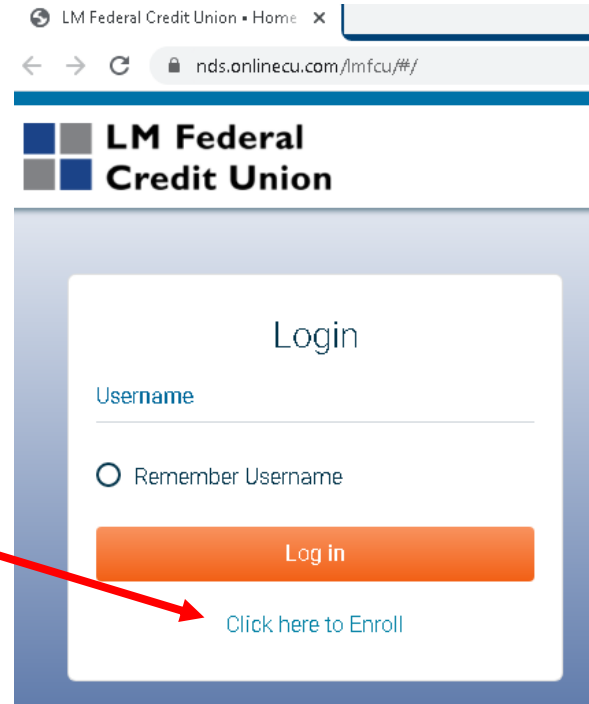 LM Federal Credit Union • Home
nds.onlinecu.com/lmfcu/#/
LM Federal
Credit Union
Login
Username
Remember Username
Log in
Click here to Enroll